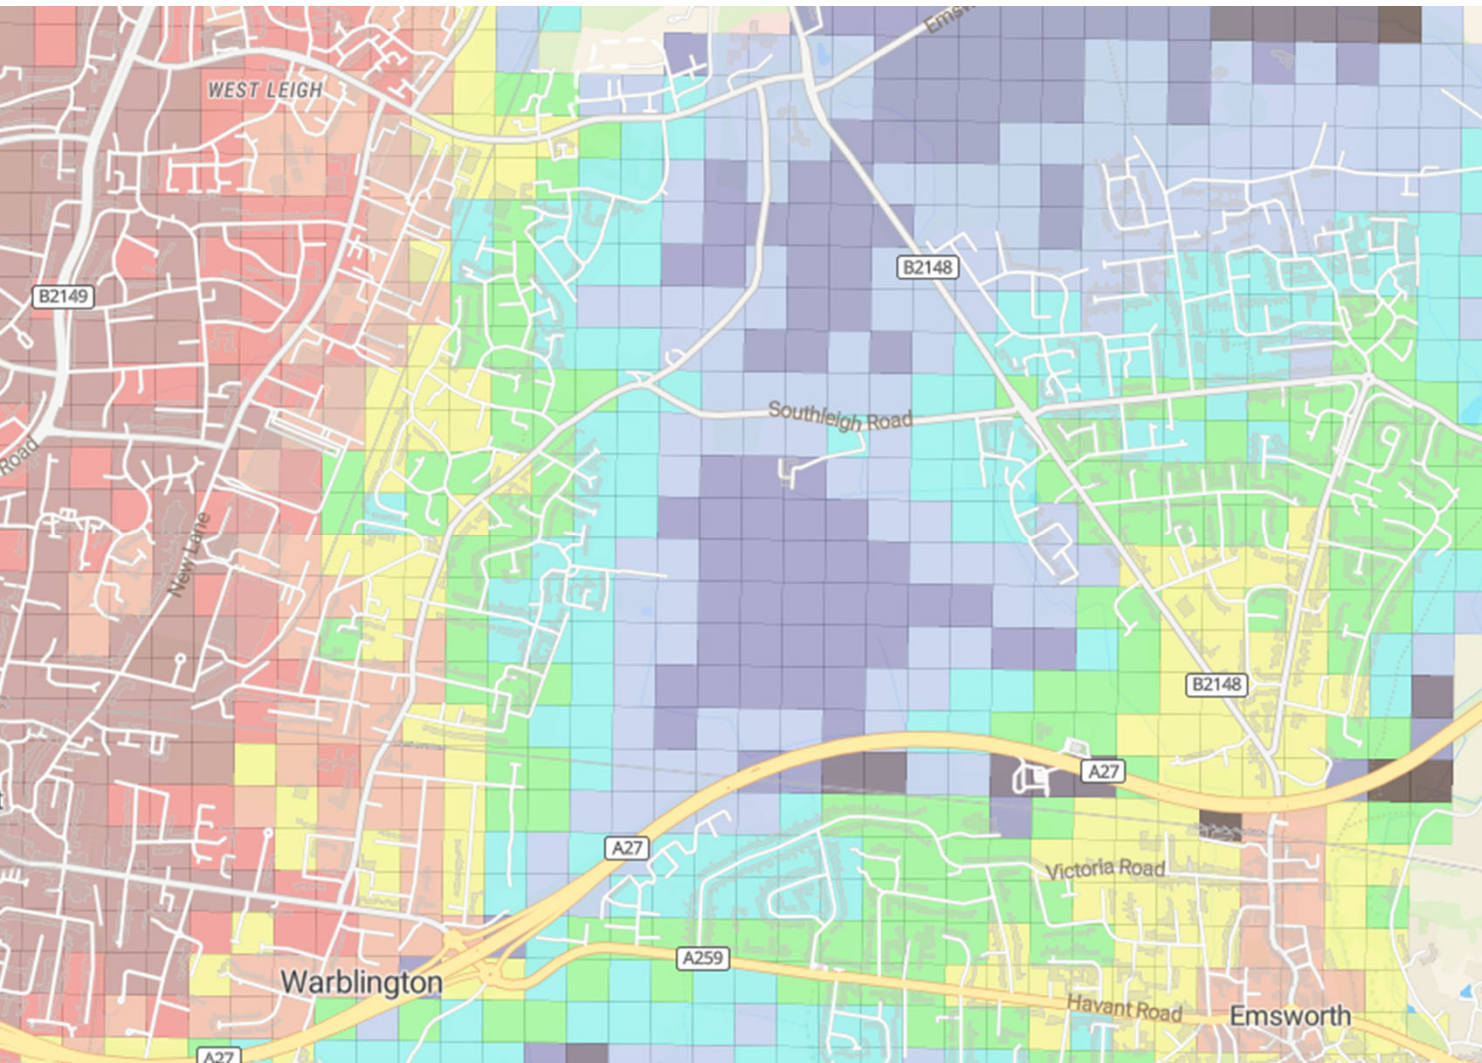 Emsw
WEST LEIGH
B2148
B2149
Southleigh Road
Road
New Lane
B2148
A27
A27
Victoria Road
A259
Warblington
Havant Road
Emsworth
A27